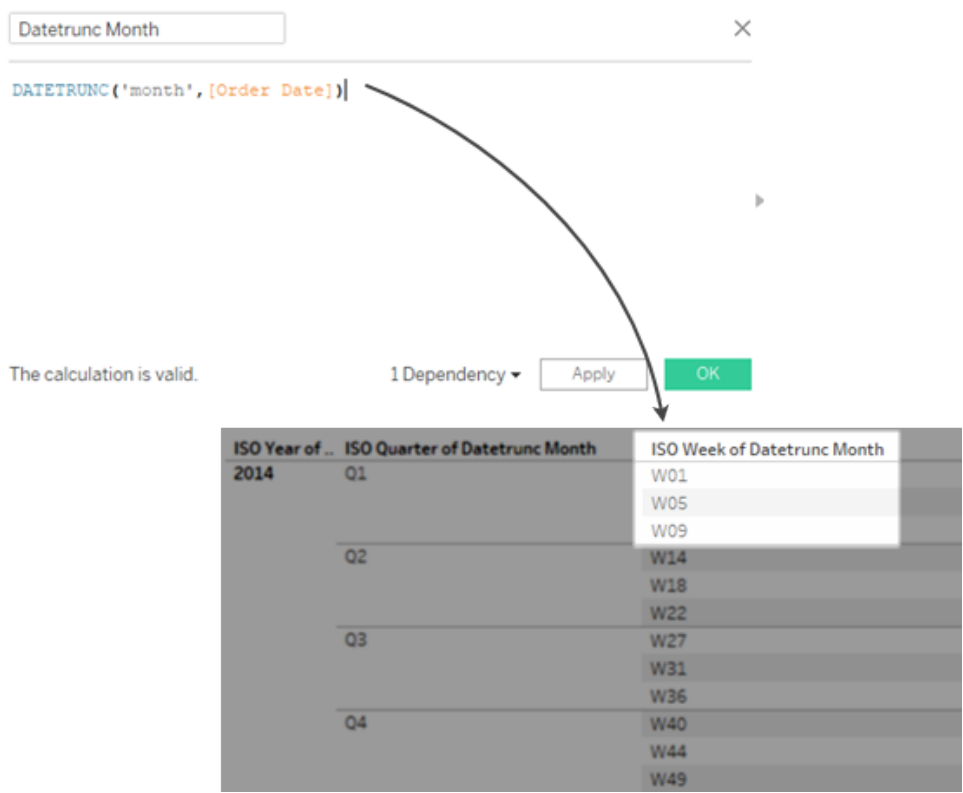 Datetrunc Month
DATETRUNC('month',[Order Date])
The calculation is valid. 1 Dependency Apply OK
ISO Year of .. ISO Quarter of Datetrunc Month ISO Week of Datetrunc Month
2014 Q1 W01
W05
W09
Q2 W14
W18
W22
Q3 W27
W31
W36
Q4 W40
W44
W49